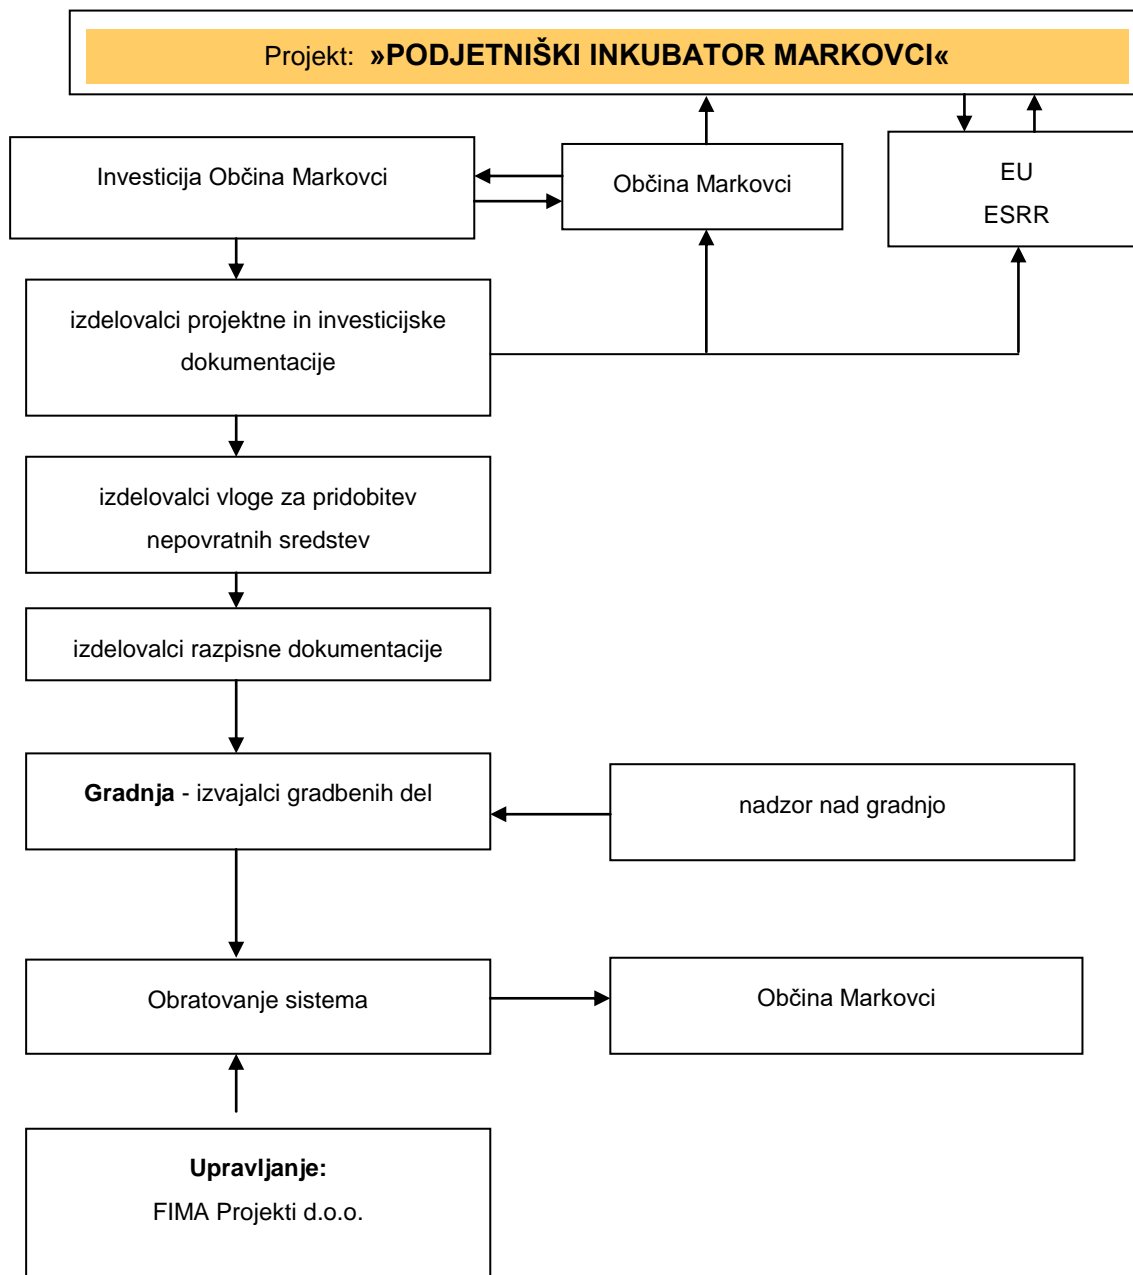 Projekt: »PODJETNIŠKI INKUBATOR MARKOVCI«
Investicija Občina Markovci
Občina Markovci
EU
ESRR
izdelovalci projektne in investicijske
dokumentacije
izdelovalci vloge za pridobitev
nepovratnih sredstev
izdelovalci razpisne dokumentacije
Gradnja - izvajalci gradbenih del
nadzor nad gradnjo
Obratovanje sistema
Občina Markovci
Upravljanje:
FIMA Projekti d.o.o.